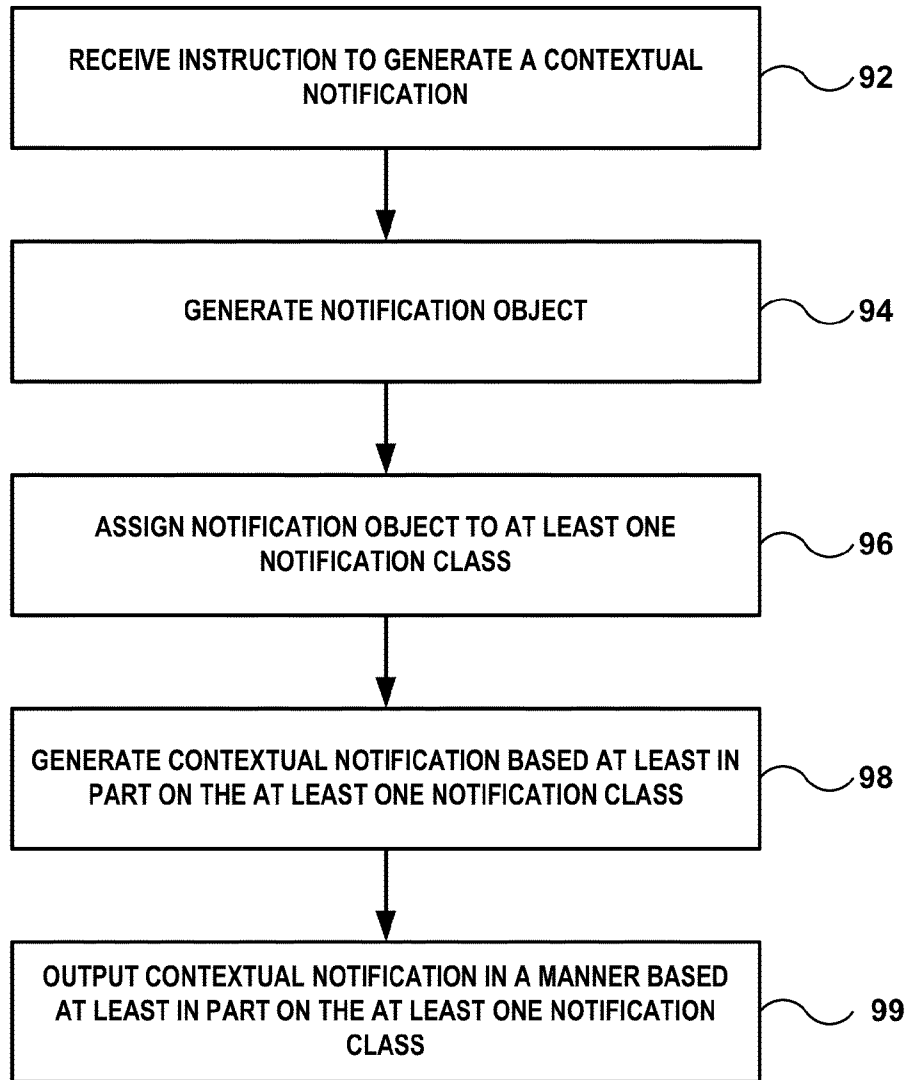 RECEIVE INSTRUCTION TO GENERATE A CONTEXTUAL
NOTIFICATION
92
GENERATE NOTIFICATION OBJECT
94
ASSIGN NOTIFICATION OBJECT TO AT LEAST ONE
NOTIFICATION CLASS
96
GENERATE CONTEXTUAL NOTIFICATION BASED AT LEAST IN
PART ON THE AT LEAST ONE NOTIFICATION CLASS
98
OUTPUT CONTEXTUAL NOTIFICATION IN A MANNER BASED
AT LEAST IN PART ON THE AT LEAST ONE NOTIFICATION
CLASS
99